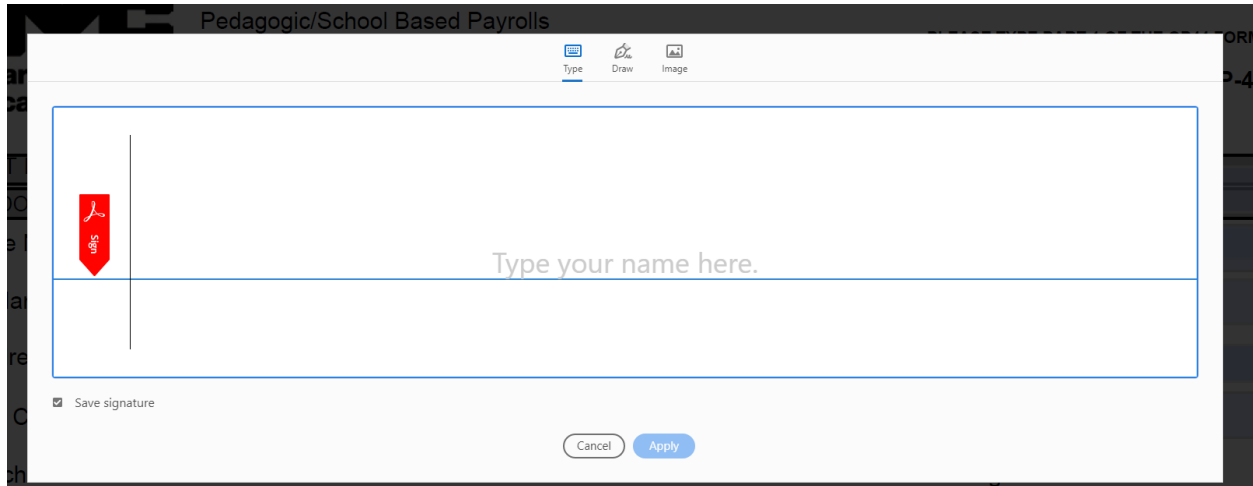 Pedagogic/School Based Payrolls
Type
Draw
Image
Sign
Type your name here.
Save signature
Cancel
Apply